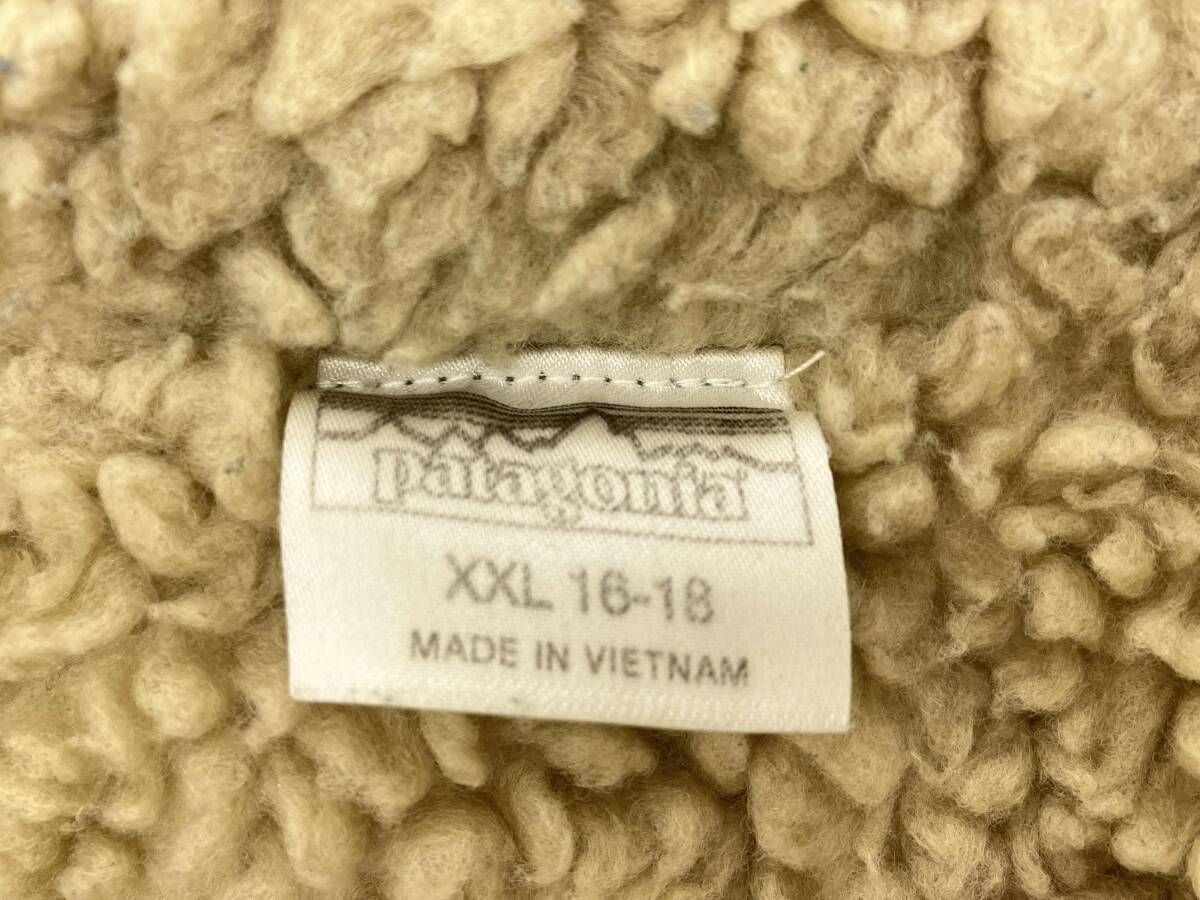 patagonia
XXL 16-18
MADE IN VIETNAM